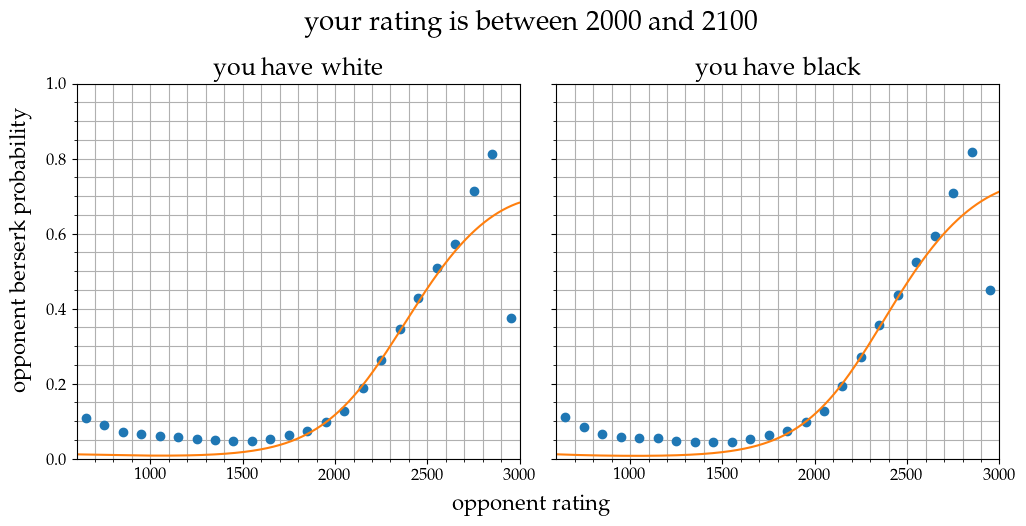 your rating is between 2000 and 2100
you have white
you have black
opponent berserk probability
1.0
0.8
0.6
0.4
0.2
0.0
1000 1500 2000 2500 3000
1000 1500 2000 2500 3000
opponent rating